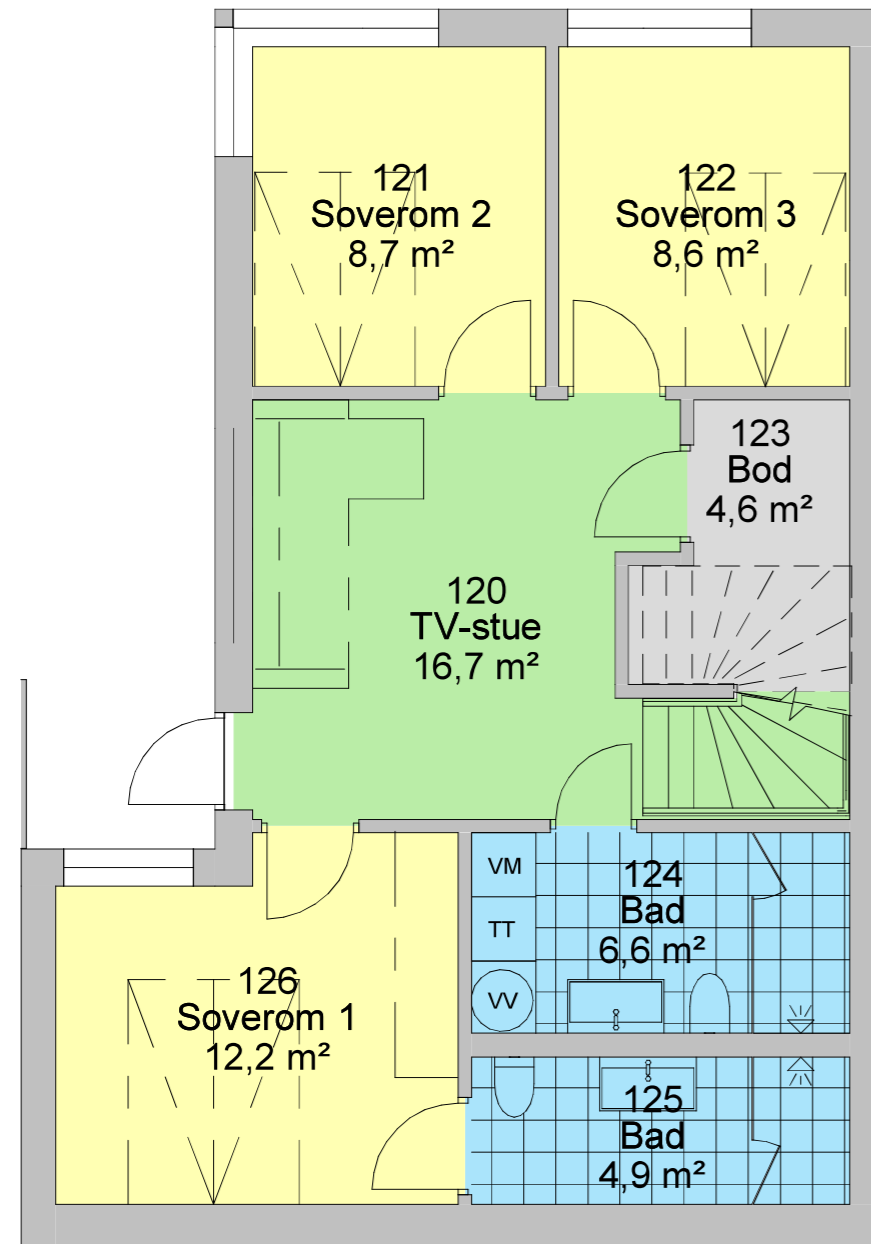 121
Soverom 2
8,7 m²
122
Soverom 3
8,6 m²
123
Bod
4,6 m²
120
TV-stue
16,7 m²
VM
TT
VV
124
Bad
6,6 m²
126
Soverom 1
12,2 m²
125
Bad
4,9 m²